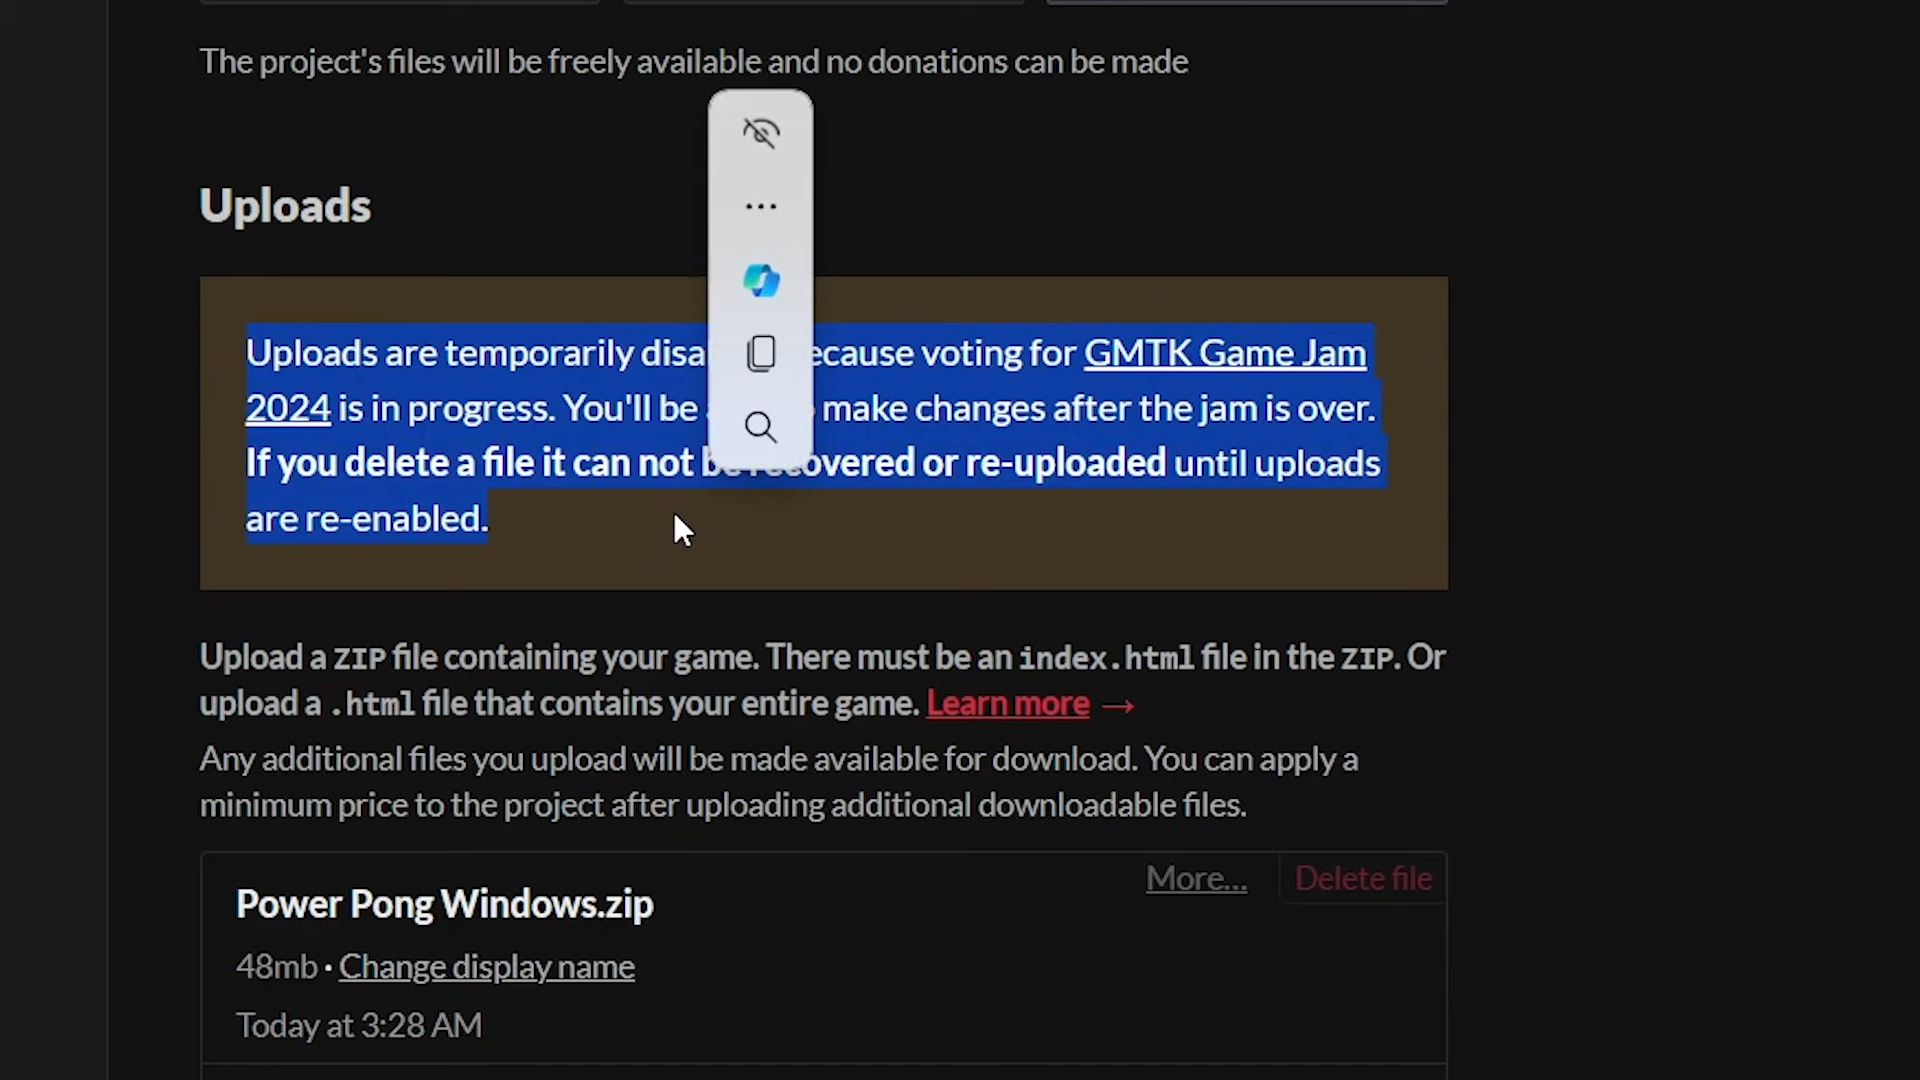 The project's files will be freely available and no donations can be made
Uploads
Uploads are temporarily disa ecause voting for GMTK Game Jam
2024 is in progress. You'll be make changes after the jam is over.
If you delete a file it can not be recovered or re-uploaded until uploads
are re-enabled.
Upload a ZIP file containing your game. There must be an index.html file in the ZIP. Or
upload a .html file that contains your entire game. Learn more →
Any additional files you upload will be made available for download. You can apply a
minimum price to the project after uploading additional downloadable files.
More...
Delete file
Power Pong Windows.zip
48mb · Change display name
Today at 3:28 AM